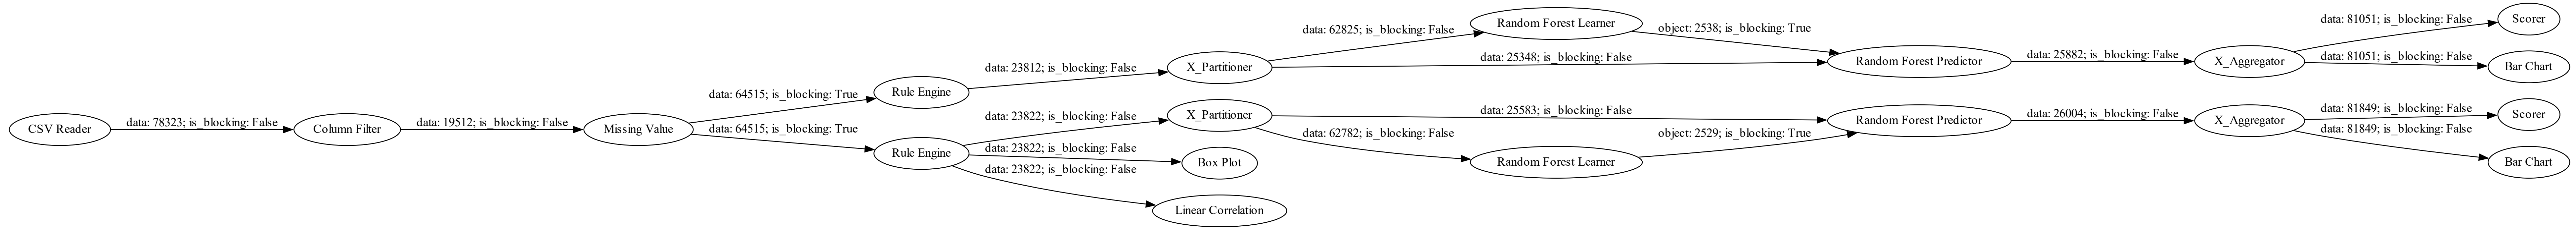 CSV Reader
data: 78323; is_blocking: False
Column Filter
data: 19512; is_blocking: False
Missing Value
data: 64515; is_blocking: True
data: 64515; is_blocking: True
Rule Engine
data: 23812; is_blocking: False
X_Partitioner
data: 62825; is_blocking: False
data: 25348; is_blocking: False
Random Forest Learner
object: 2538; is_blocking: True
Random Forest Predictor
data: 25882; is_blocking: False
X_Aggregator
data: 81051; is_blocking: False
data: 81051; is_blocking: False
Scorer
Bar Chart
Rule Engine
data: 23822; is_blocking: False
data: 23822; is_blocking: False
data: 23822; is_blocking: False
X_Partitioner
Box Plot
Linear Correlation
data: 25583; is_blocking: False
data: 62782; is_blocking: False
Random Forest Learner
object: 2529; is_blocking: True
Random Forest Predictor
data: 26004; is_blocking: False
X_Aggregator
data: 81849; is_blocking: False
data: 81849; is_blocking: False
Scorer
Bar Chart